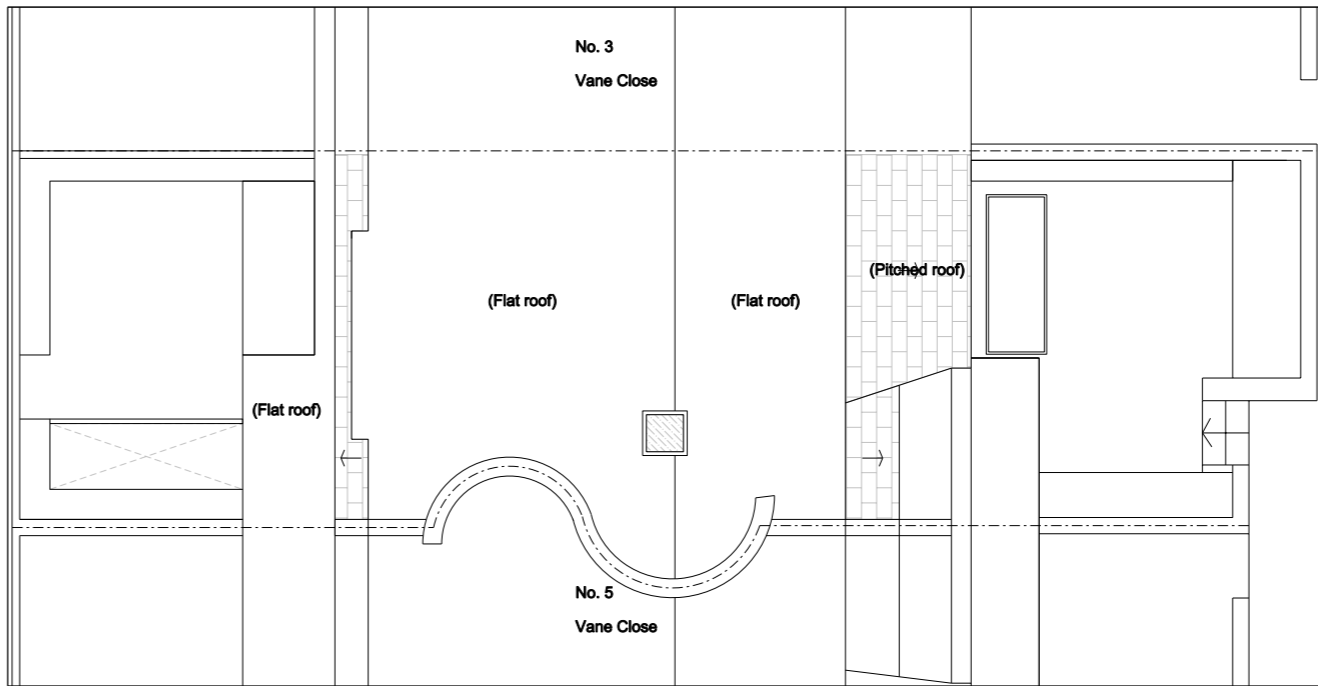 No. 3
Vane Close
(Pitched roof)
(Flat roof)
(Flat roof)
(Flat roof)
No. 5
Vane Close